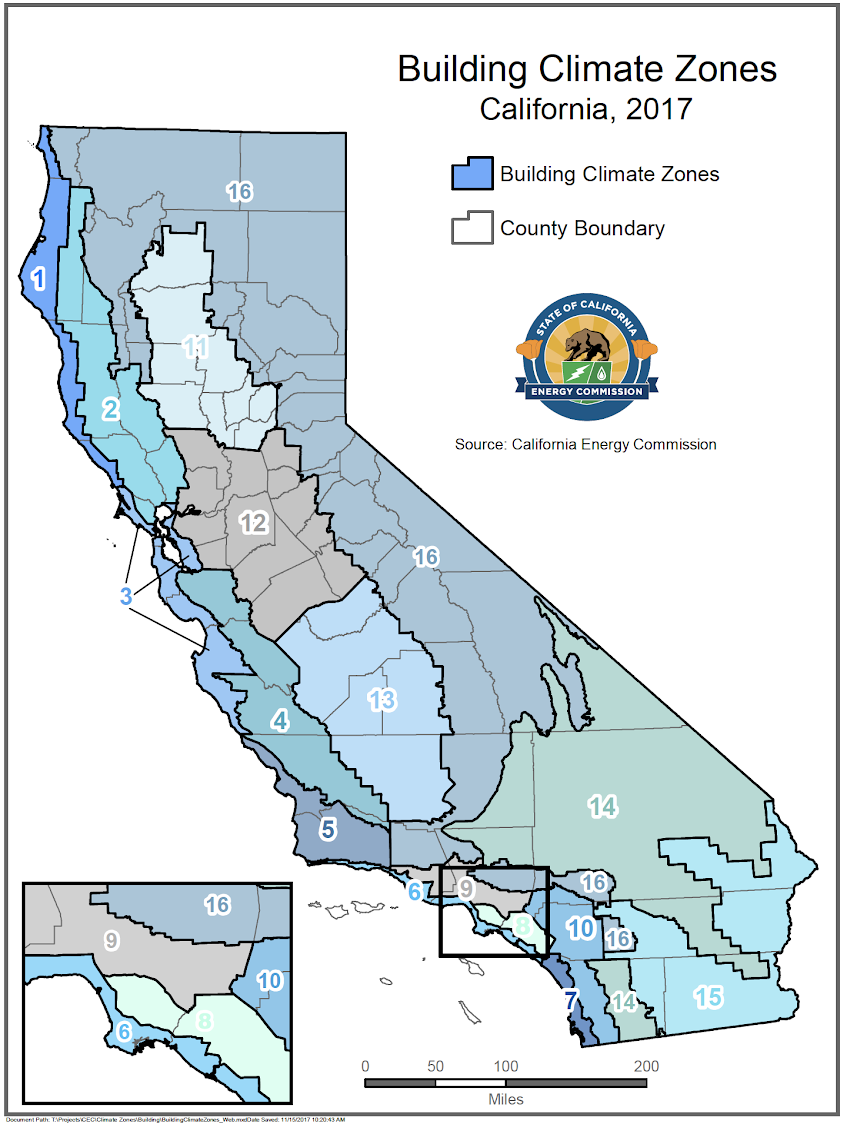 Building Climate Zones
California, 2017
Building Climate Zones
County Boundary
STATE OF CALIFORNIA
ENERGY COMMISSION
Source: California Energy Commission
16
1
11
2
12
16
3
13
4
14
5
16
6
9
8
10
16
7
14
15
16
9
10
6
8
0 50 100 200
Miles
Document Path: T:\Projects\CEC\Climate Zones\Building\BuildingClimateZones_Web.mxdDate Saved: 11/15/2017 10:20:43 AM